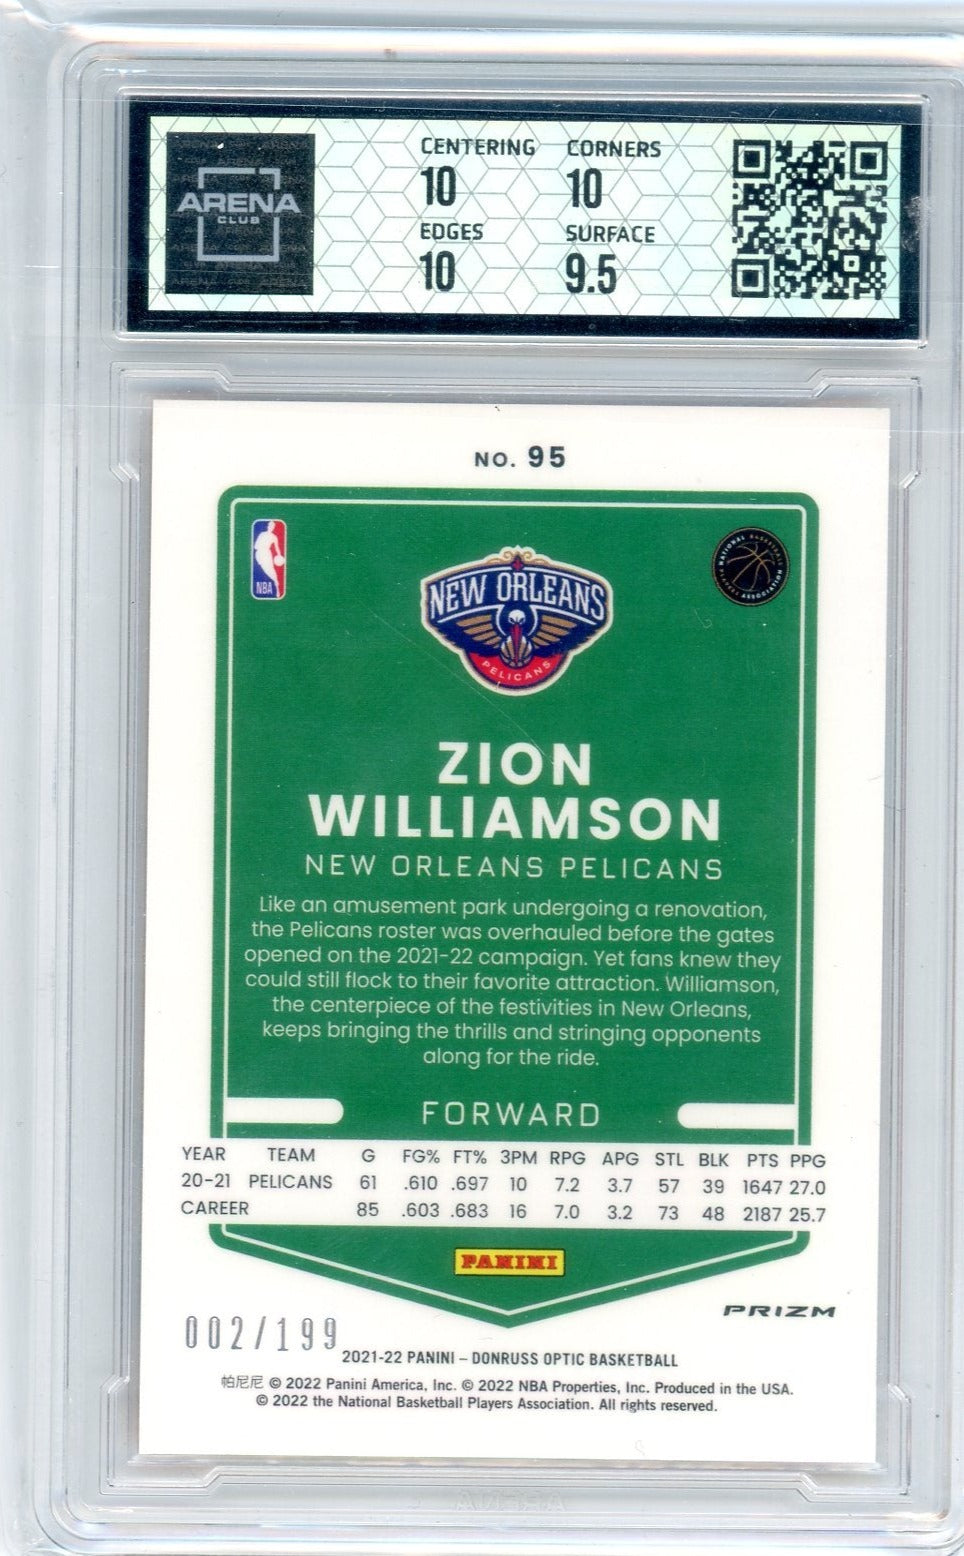 ARENA
CLUB
CENTERING CORNERS
10 10
EDGES SURFACE
10 9.5
NO. 95
NBA
NATIONAL BASKETBALL
PLAYERS ASSOCIATION
NEW ORLEANS
PELICANS
ZION
WILLIAMSON
NEW ORLEANS PELICANS
Like an amusement park undergoing a renovation,
the Pelicans roster was overhauled before the gates
opened on the 2021-22 campaign. Yet fans knew they
could still flock to their favorite attraction. Williamson,
the centerpiece of the festivities in New Orleans,
keeps bringing the thrills and stringing opponents
along for the ride.
FORWARD
YEAR TEAM G FG% FT% 3PM RPG APG STL BLK PTS PPG
20-21 PELICANS 61 .610 .697 10 7.2 3.7 57 39 1647 27.0
CAREER 85 .603 .683 16 7.0 3.2 73 48 2187 25.7
PANINI
PRIZM
002/199
2021-22 PANINI – DONRUSS OPTIC BASKETBALL
帕尼尼 © 2022 Panini America, Inc. © 2022 NBA Properties, Inc. Produced in the USA.
© 2022 the National Basketball Players Association. All rights reserved.